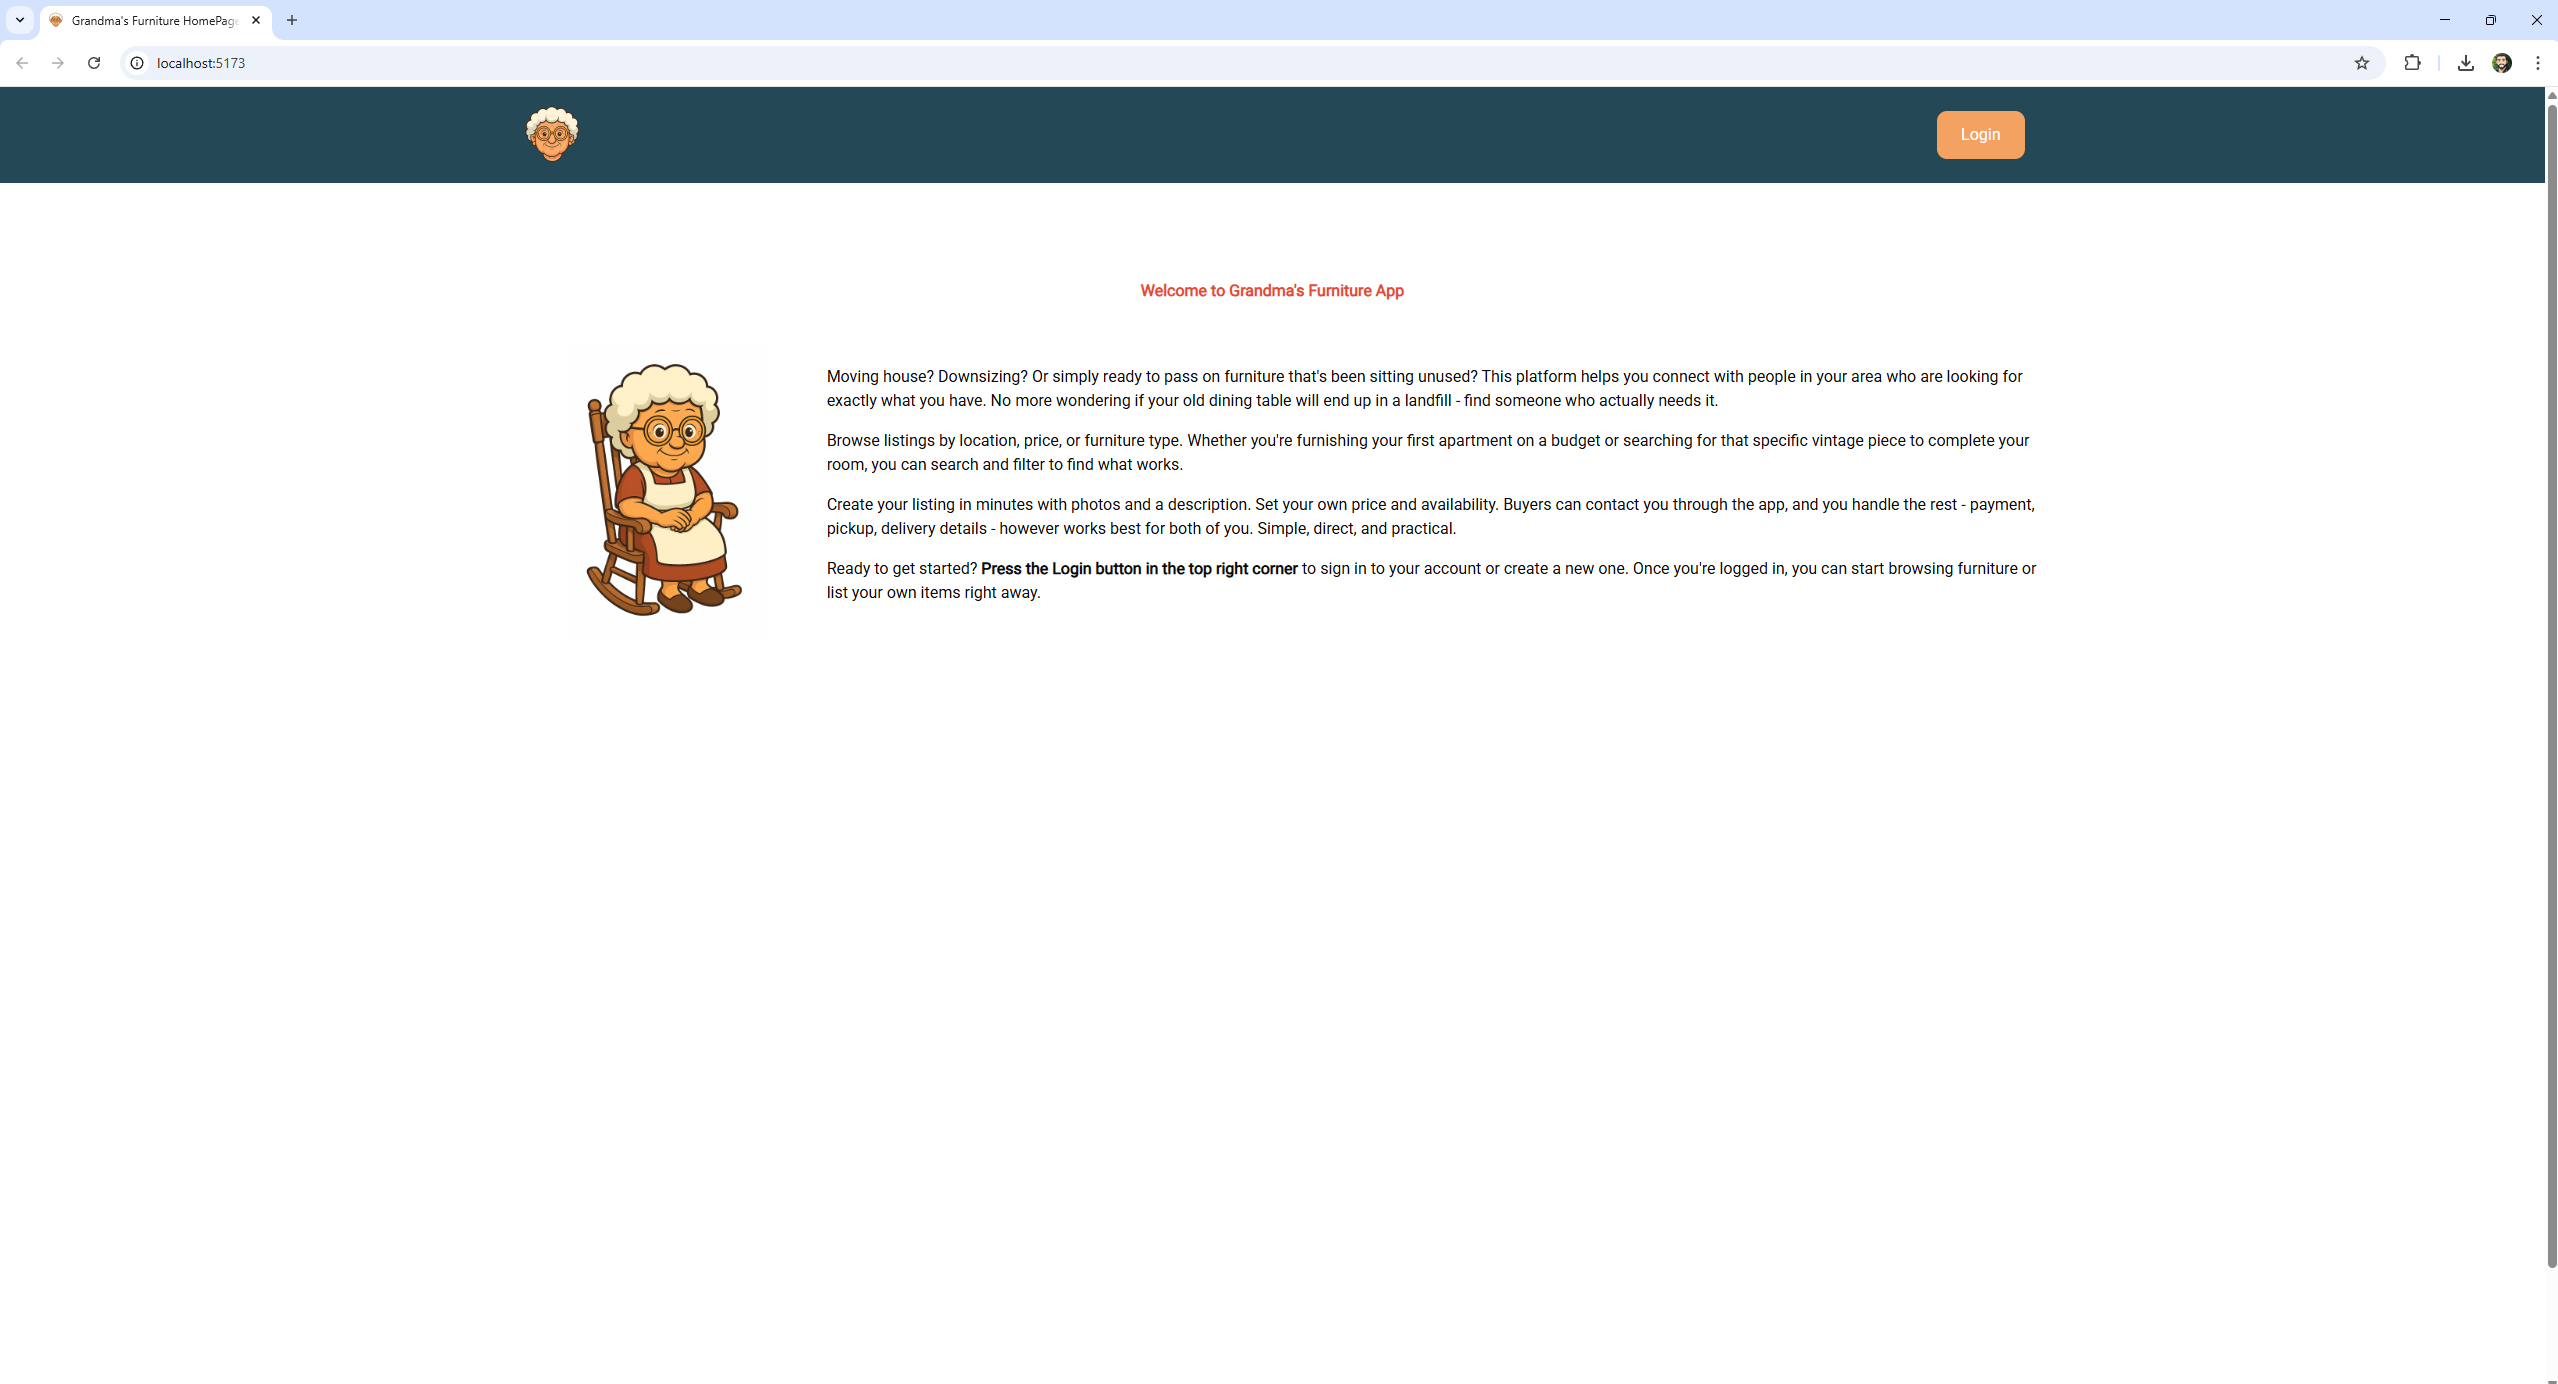 Grandma's Furniture HomePage
localhost:5173
Login
Welcome to Grandma's Furniture App
Moving house? Downsizing? Or simply ready to pass on furniture that's been sitting unused? This platform helps you connect with people in your area who are looking for
exactly what you have. No more wondering if your old dining table will end up in a landfill - find someone who actually needs it.
Browse listings by location, price, or furniture type. Whether you're furnishing your first apartment on a budget or searching for that specific vintage piece to complete your
room, you can search and filter to find what works.
Create your listing in minutes with photos and a description. Set your own price and availability. Buyers can contact you through the app, and you handle the rest - payment,
pickup, delivery details - however works best for both of you. Simple, direct, and practical.
Ready to get started? Press the Login button in the top right corner to sign in to your account or create a new one. Once you're logged in, you can start browsing furniture or
list your own items right away.